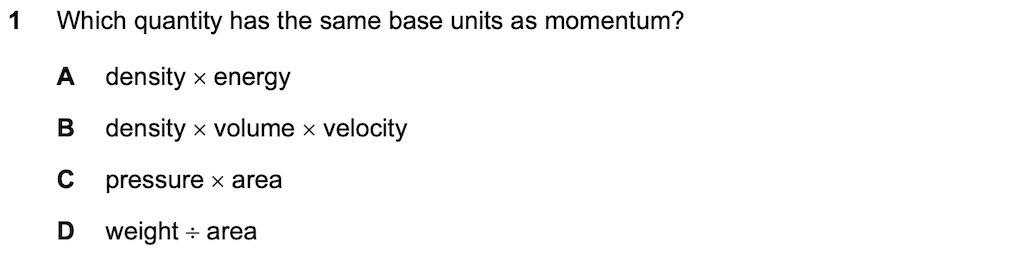 1 Which quantity has the same base units as momentum?
A density × energy
B density × volume × velocity
C pressure × area
D weight ÷ area